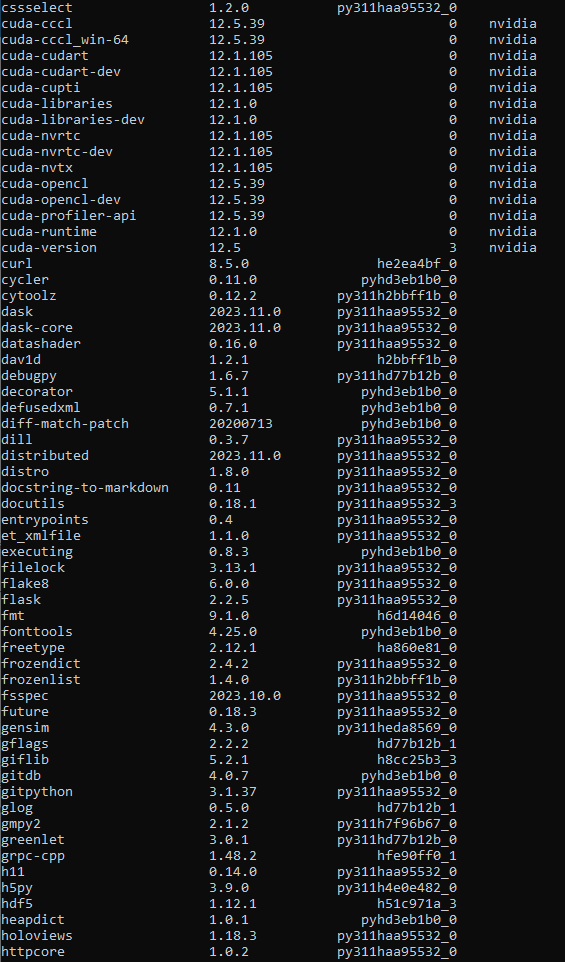 cssselect 1.2.0 py311haa95532_0
cuda-cccl 12.5.39 0 nvidia
cuda-cccl_win-64 12.5.39 0 nvidia
cuda-cudart 12.1.105 0 nvidia
cuda-cudart-dev 12.1.105 0 nvidia
cuda-cupti 12.1.105 0 nvidia
cuda-libraries 12.1.0 0 nvidia
cuda-libraries-dev 12.1.0 0 nvidia
cuda-nvrtc 12.1.105 0 nvidia
cuda-nvrtc-dev 12.1.105 0 nvidia
cuda-nvtx 12.1.105 0 nvidia
cuda-opencl 12.5.39 0 nvidia
cuda-opencl-dev 12.5.39 0 nvidia
cuda-profiler-api 12.5.39 0 nvidia
cuda-runtime 12.1.0 0 nvidia
cuda-version 12.5 3 nvidia
curl 8.5.0 he2ea4bf_0
cycler 0.11.0 pyhd3eb1b0_0
cytoolz 0.12.2 py311h2bbff1b_0
dask 2023.11.0 py311haa95532_0
dask-core 2023.11.0 py311haa95532_0
datashader 0.16.0 py311haa95532_0
dav1d 1.2.1 h2bbff1b_0
debugpy 1.6.7 py311hd77b12b_0
decorator 5.1.1 pyhd3eb1b0_0
defusedxml 0.7.1 pyhd3eb1b0_0
diff-match-patch 20200713 pyhd3eb1b0_0
dill 0.3.7 py311haa95532_0
distributed 2023.11.0 py311haa95532_0
distro 1.8.0 py311haa95532_0
docstring-to-markdown 0.11 py311haa95532_0
docutils 0.18.1 py311haa95532_3
entrypoints 0.4 py311haa95532_0
et_xmlfile 1.1.0 py311haa95532_0
executing 0.8.3 pyhd3eb1b0_0
filelock 3.13.1 py311haa95532_0
flake8 6.0.0 py311haa95532_0
flask 2.2.5 py311haa95532_0
fmt 9.1.0 h6d14046_0
fonttools 4.25.0 pyhd3eb1b0_0
freetype 2.12.1 ha860e81_0
frozendict 2.4.2 py311haa95532_0
frozenlist 1.4.0 py311h2bbff1b_0
fsspec 2023.10.0 py311haa95532_0
future 0.18.3 py311haa95532_0
gensim 4.3.0 py311heda8569_0
gflags 2.2.2 hd77b12b_1
giflib 5.2.1 h8cc25b3_3
gitdb 4.0.7 pyhd3eb1b0_0
gitpython 3.1.37 py311haa95532_0
glog 0.5.0 hd77b12b_1
gmpy2 2.1.2 py311h7f96b67_0
greenlet 3.0.1 py311hd77b12b_0
grpc-cpp 1.48.2 hfe90ff0_1
h11 0.14.0 py311haa95532_0
h5py 3.9.0 py311h4e0e482_0
hdf5 1.12.1 h51c971a_3
heapdict 1.0.1 pyhd3eb1b0_0
holoviews 1.18.3 py311haa95532_0
httpcore 1.0.2 py311haa95532_0